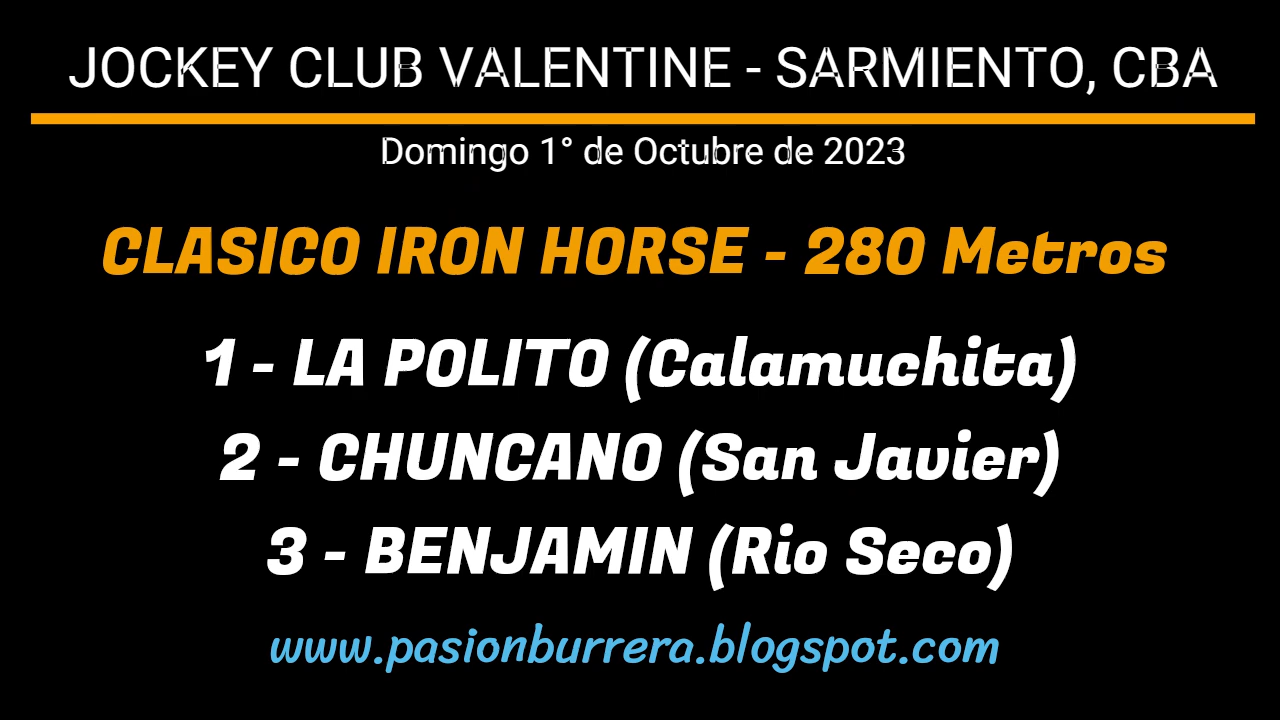 JOCKEY CLUB VALENTINE - SARMIENTO, CBA
Domingo 1° de Octubre de 2023
CLASICO IRON HORSE - 280 Metros
1 - LA POLITO (Calamuchita)
2 - CHUNCANO (San Javier)
3 - BENJAMIN (Rio Seco)
www.pasionburrera.blogspot.com